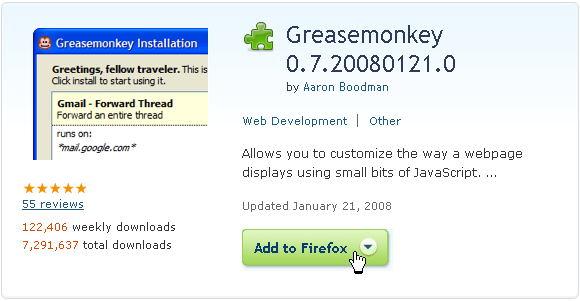 Greasemonkey Installation
Greetings, fellow traveler. This is
Click install to start using it.
Gmail - Forward Thread
Forward an entire thread
runs on:
*mail.google.com*
55 reviews
122,406 weekly downloads
7,291,637 total downloads
Greasemonkey
0.7.20080121.0
by Aaron Boodman
Web Development | Other
Allows you to customize the way a webpage
displays using small bits of JavaScript. ...
Updated January 21, 2008
Add to Firefox